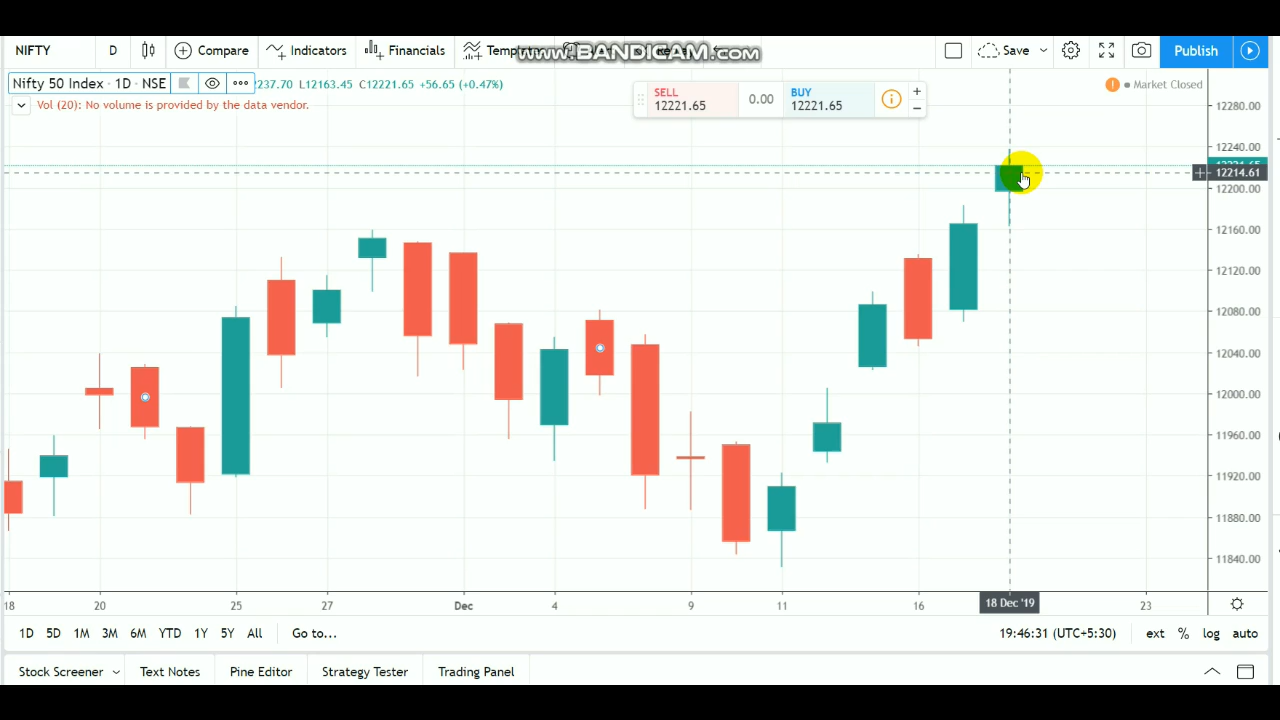 NIFTY D Compare Indicators Financials Save Publish
www.BANDICAM.com
Nifty 50 Index · 1D · NSE 237.70 L12163.45 C12221.65 +56.65 (+0.47%)
Market Closed
SELL 0.00 BUY
12221.65 12221.65
Vol (20): No volume is provided by the data vendor.
12280.00
12240.00
12214.61
12200.00
12160.00
12120.00
12080.00
12040.00
12000.00
11960.00
11920.00
11880.00
11840.00
18 20 25 27 Dec 4 9 11 16 18 Dec '19 23
1D 5D 1M 3M 6M YTD 1Y 5Y All Go to... 19:46:31 (UTC+5:30) ext % log auto
Stock Screener Text Notes Pine Editor Strategy Tester Trading Panel